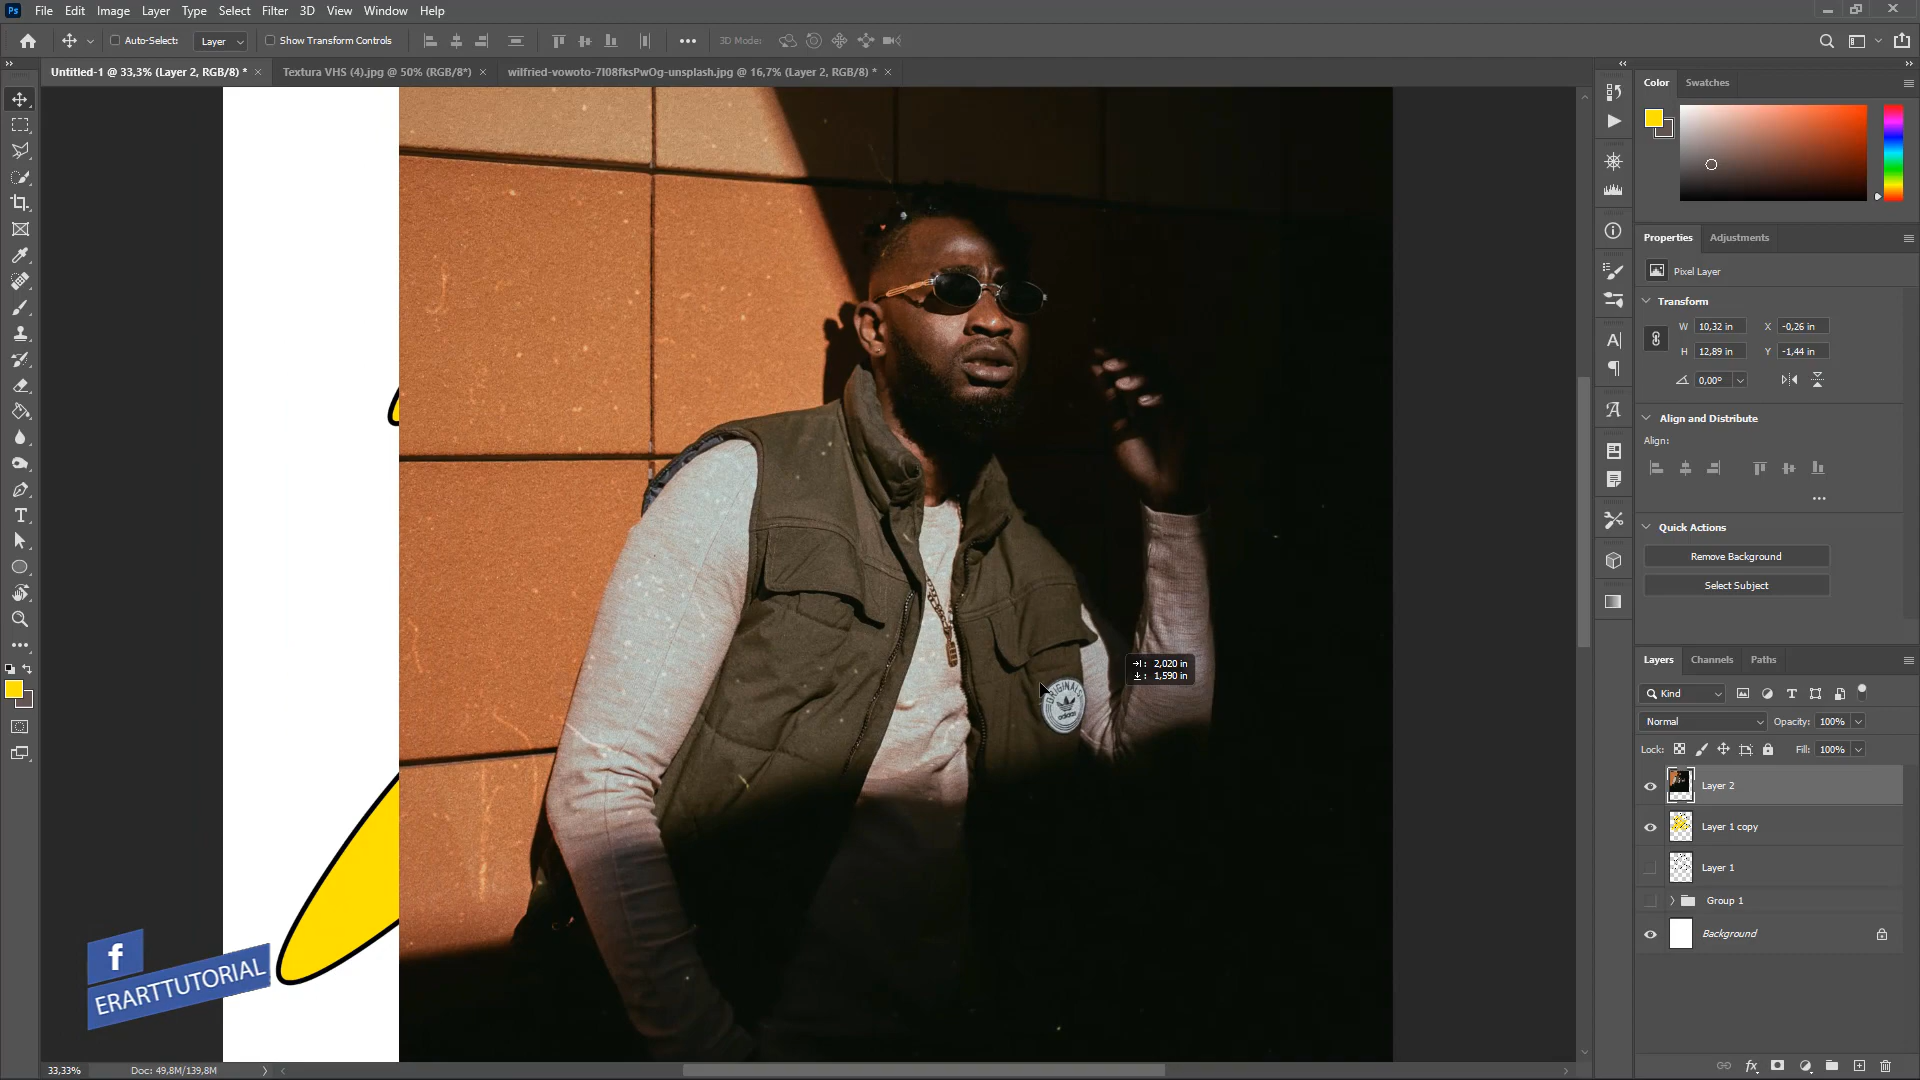 Ps File Edit Image Layer Type Select Filter 3D View Window Help
Auto-Select: Layer Show Transform Controls 3D Mode:
Untitled-1 @ 33,3% (Layer 2, RGB/8) *
Textura VHS (4).jpg @ 50% (RGB/8*)
wilfried-vowoto-7I08fksPwOg-unsplash.jpg @ 16,7% (Layer 2, RGB/8) *
Color Swatches
Properties Adjustments
Pixel Layer
Transform
W 10,32 in X -0,26 in
H 12,89 in Y -1,44 in
0,00°
Align and Distribute
Align:
Quick Actions
Remove Background
Select Subject
2,020 in
1,590 in
ORIGINALS
adidas
Layers Channels Paths
Kind
Normal Opacity: 100%
Lock: Fill: 100%
Layer 2
Layer 1 copy
Layer 1
Group 1
Background
f
ERARTTUTORIAL
33,33% Doc: 49,8M/139,8M